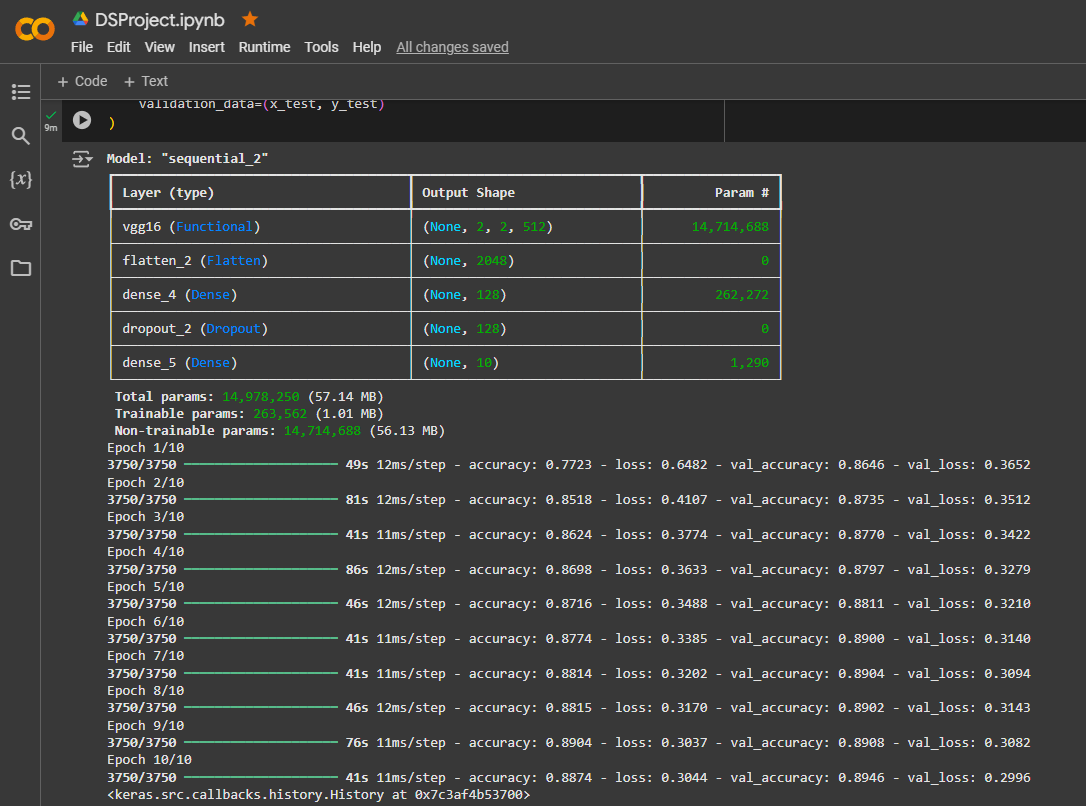 DSProject.ipynb
File Edit View Insert Runtime Tools Help All changes saved
+ Code + Text
validation_data=(x_test, y_test)
9m
)
{x}
Model: "sequential_2"
Layer (type) Output Shape Param #
vgg16 (Functional) (None, 2, 2, 512) 14,714,688
flatten_2 (Flatten) (None, 2048) 0
dense_4 (Dense) (None, 128) 262,272
dropout_2 (Dropout) (None, 128) 0
dense_5 (Dense) (None, 10) 1,290
Total params: 14,978,250 (57.14 MB)
Trainable params: 263,562 (1.01 MB)
Non-trainable params: 14,714,688 (56.13 MB)
Epoch 1/10
3750/3750 49s 12ms/step - accuracy: 0.7723 - loss: 0.6482 - val_accuracy: 0.8646 - val_loss: 0.3652
Epoch 2/10
3750/3750 81s 12ms/step - accuracy: 0.8518 - loss: 0.4107 - val_accuracy: 0.8735 - val_loss: 0.3512
Epoch 3/10
3750/3750 41s 11ms/step - accuracy: 0.8624 - loss: 0.3774 - val_accuracy: 0.8770 - val_loss: 0.3422
Epoch 4/10
3750/3750 86s 12ms/step - accuracy: 0.8698 - loss: 0.3633 - val_accuracy: 0.8797 - val_loss: 0.3279
Epoch 5/10
3750/3750 46s 12ms/step - accuracy: 0.8716 - loss: 0.3488 - val_accuracy: 0.8811 - val_loss: 0.3210
Epoch 6/10
3750/3750 41s 11ms/step - accuracy: 0.8774 - loss: 0.3385 - val_accuracy: 0.8900 - val_loss: 0.3140
Epoch 7/10
3750/3750 41s 11ms/step - accuracy: 0.8814 - loss: 0.3202 - val_accuracy: 0.8904 - val_loss: 0.3094
Epoch 8/10
3750/3750 46s 12ms/step - accuracy: 0.8815 - loss: 0.3170 - val_accuracy: 0.8902 - val_loss: 0.3143
Epoch 9/10
3750/3750 76s 11ms/step - accuracy: 0.8904 - loss: 0.3037 - val_accuracy: 0.8908 - val_loss: 0.3082
Epoch 10/10
3750/3750 41s 11ms/step - accuracy: 0.8874 - loss: 0.3044 - val_accuracy: 0.8946 - val_loss: 0.2996
<keras.src.callbacks.history.History at 0x7c3af4b53700>